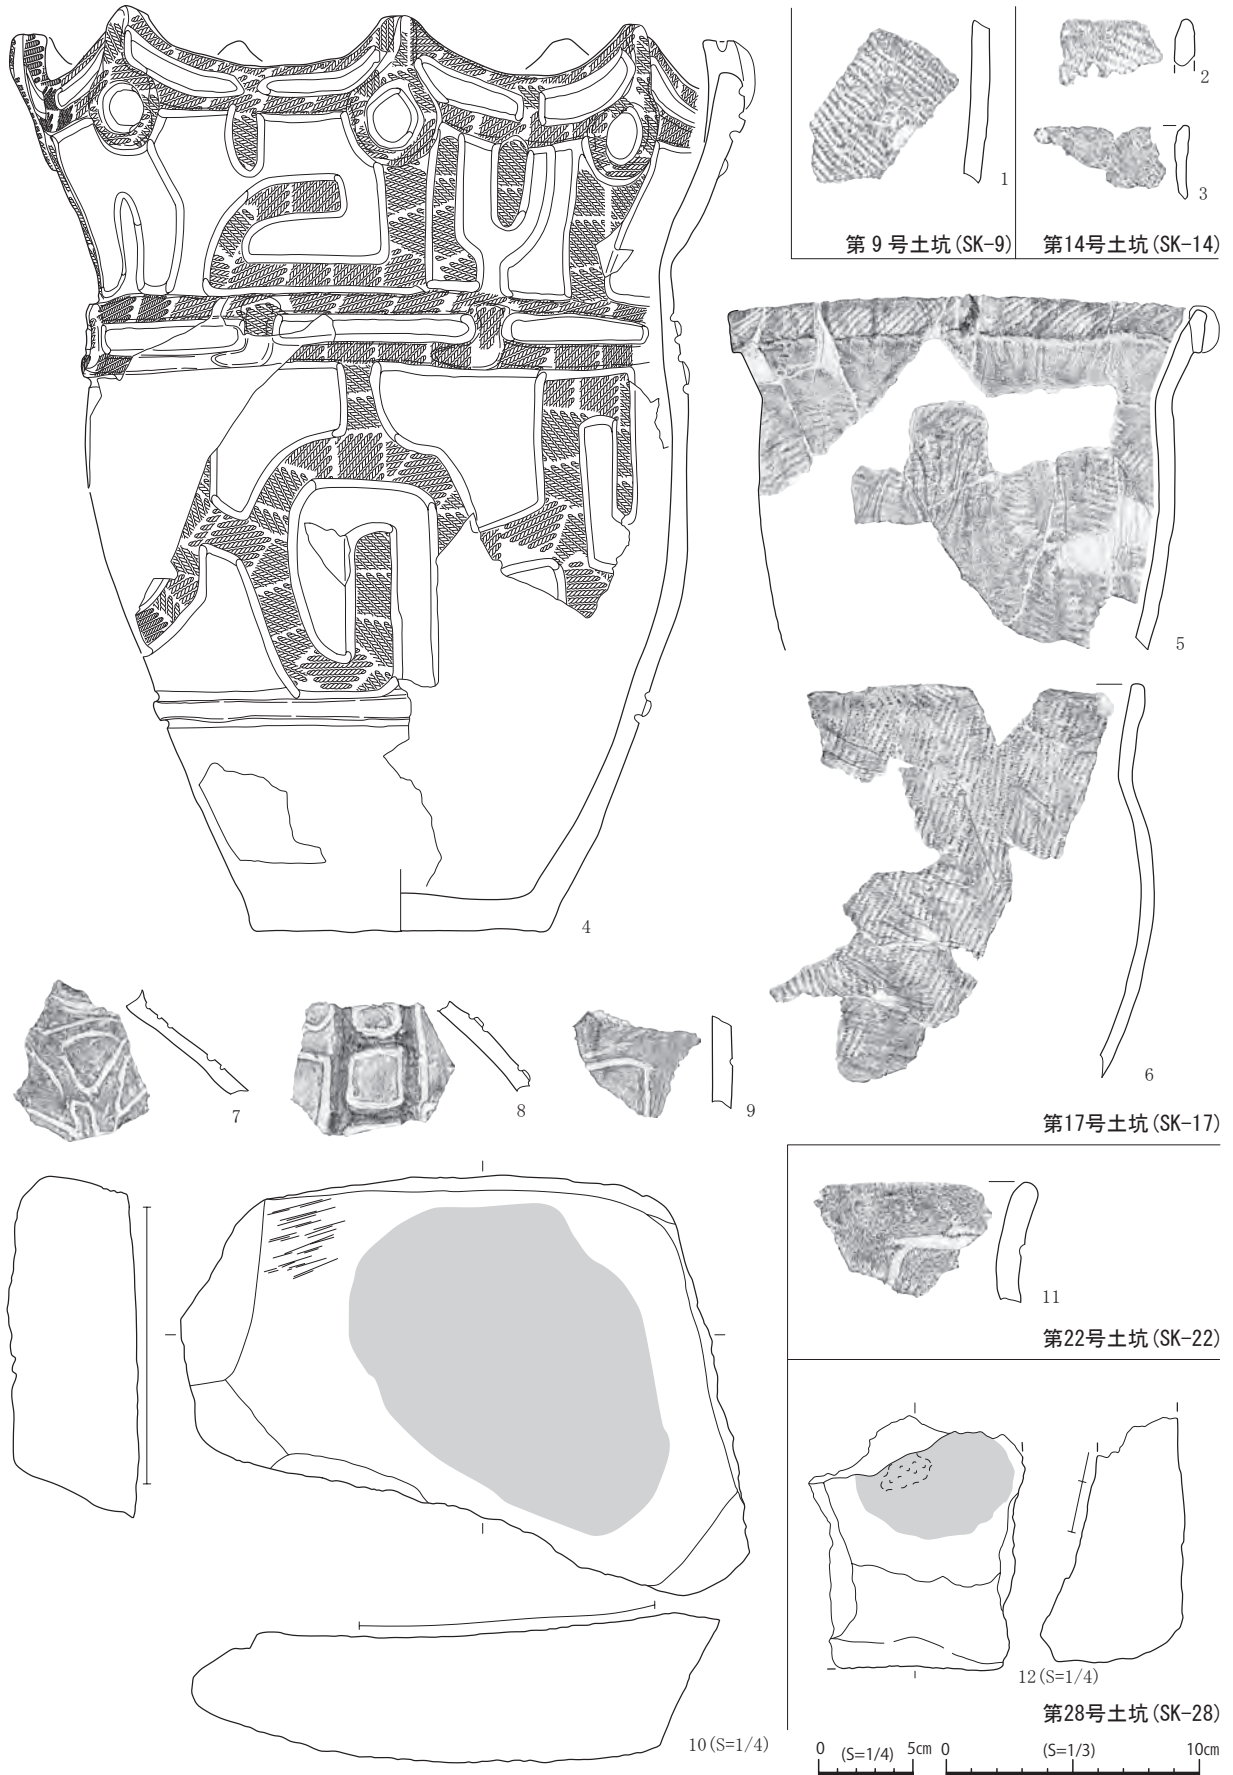 1
2
3
第 9 号土坑(SK-9)
第14号土坑(SK-14)
4
5
6
7
8
9
第17号土坑(SK-17)
11
第22号土坑(SK-22)
10(S=1/4)
12(S=1/4)
第28号土坑(SK-28)
0 (S=1/4) 5cm 0 (S=1/3) 10cm